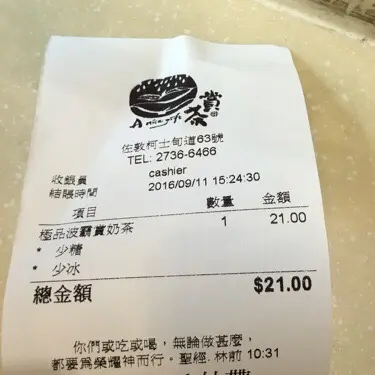 A nice gift
賞茶
佐敦柯士甸道63號
TEL: 2736-6466
收銀員 cashier
結賬時間 2016/09/11 15:24:30
項目 數量 金額
極品波霸賞奶茶 1 21.00
* 少糖
* 少冰
總金額 $21.00
你們或吃或喝,無論做甚麼,
都要為榮耀神而行。聖經.林前 10:31